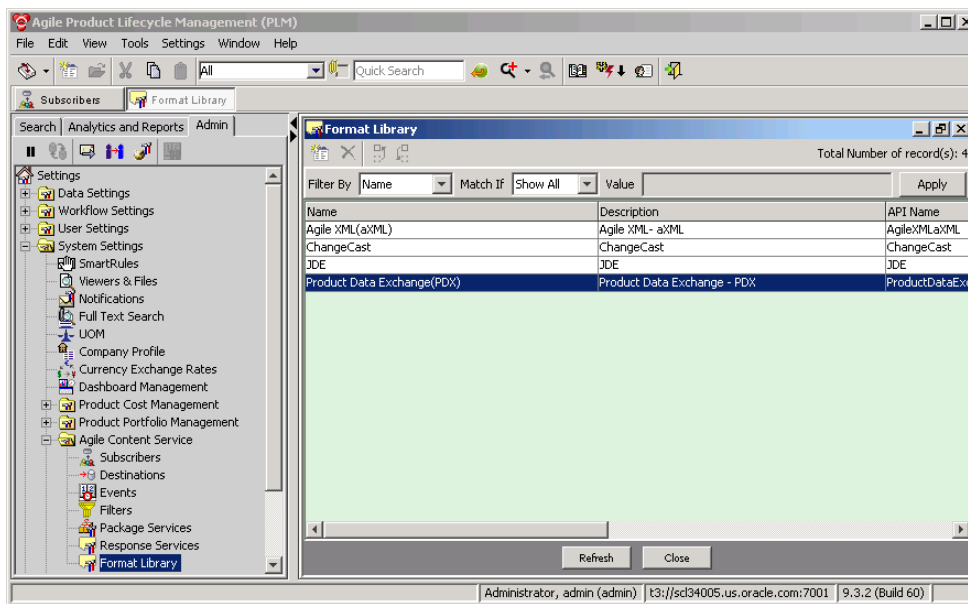 Agile Product Lifecycle Management (PLM)
File Edit View Tools Settings Window Help
All Quick Search
Subscribers Format Library
Search Analytics and Reports Admin
Settings
Data Settings
Workflow Settings
User Settings
System Settings
SmartRules
Viewers & Files
Notifications
Full Text Search
UOM
Company Profile
Currency Exchange Rates
Dashboard Management
Product Cost Management
Product Portfolio Management
Agile Content Service
Subscribers
Destinations
Events
Filters
Package Services
Response Services
Format Library
Format Library
Total Number of record(s): 4
Filter By Name Match If Show All Value Apply
Name Description API Name
Agile XML(aXML) Agile XML- aXML AgileXMLaXML
ChangeCast ChangeCast ChangeCast
JDE JDE JDE
Product Data Exchange(PDX) Product Data Exchange - PDX ProductDataEx
Refresh Close
Administrator, admin (admin) t3://scl34005.us.oracle.com:7001 9.3.2 (Build 60)